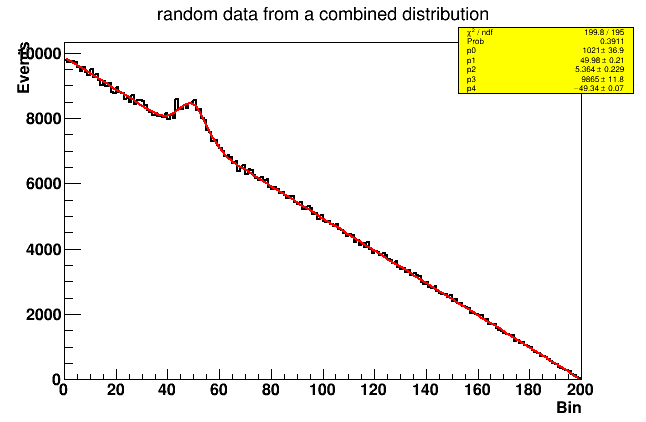 random data from a combined distribution
χ² / ndf 199.8 / 195
Prob 0.3911
p0 1021 ± 36.9
p1 49.98 ± 0.21
p2 5.364 ± 0.229
p3 9865 ± 11.8
p4 −49.34 ± 0.07
Events
10000
8000
6000
4000
2000
0
0 20 40 60 80 100 120 140 160 180 200
Bin